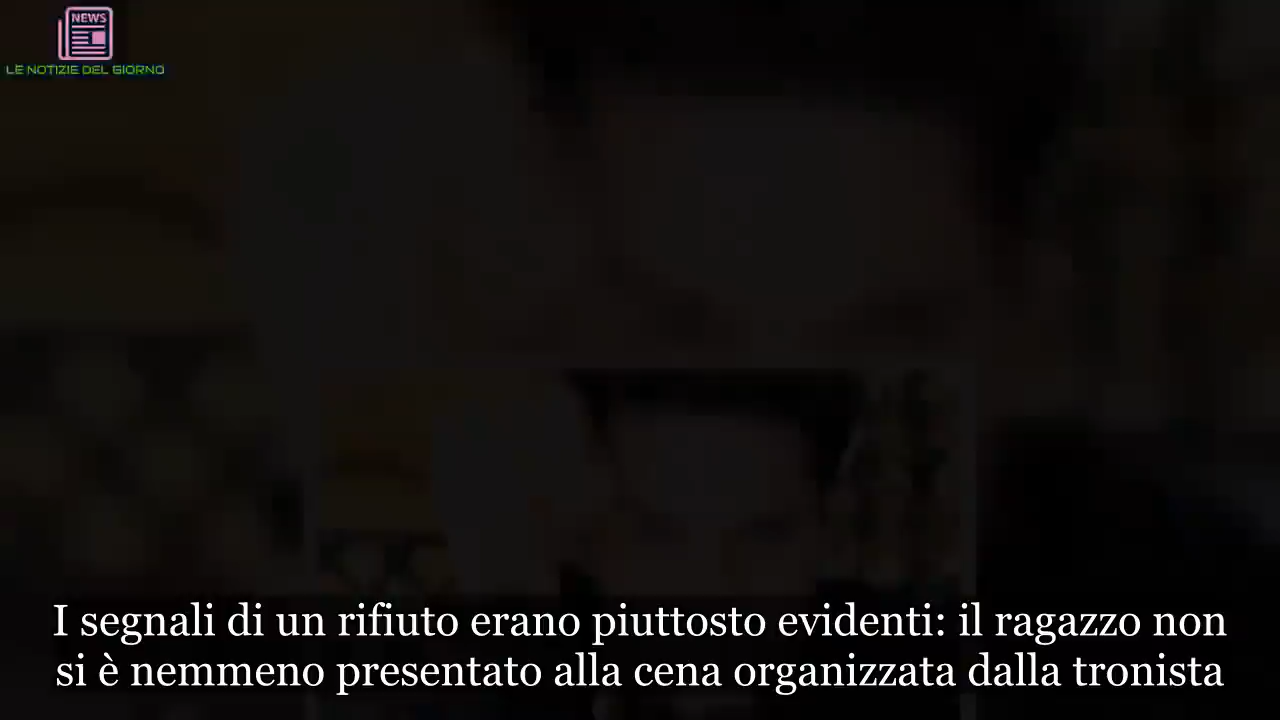 NEWS
LE NOTIZIE DEL GIORNO
I segnali di un rifiuto erano piuttosto evidenti: il ragazzo non
si è nemmeno presentato alla cena organizzata dalla tronista